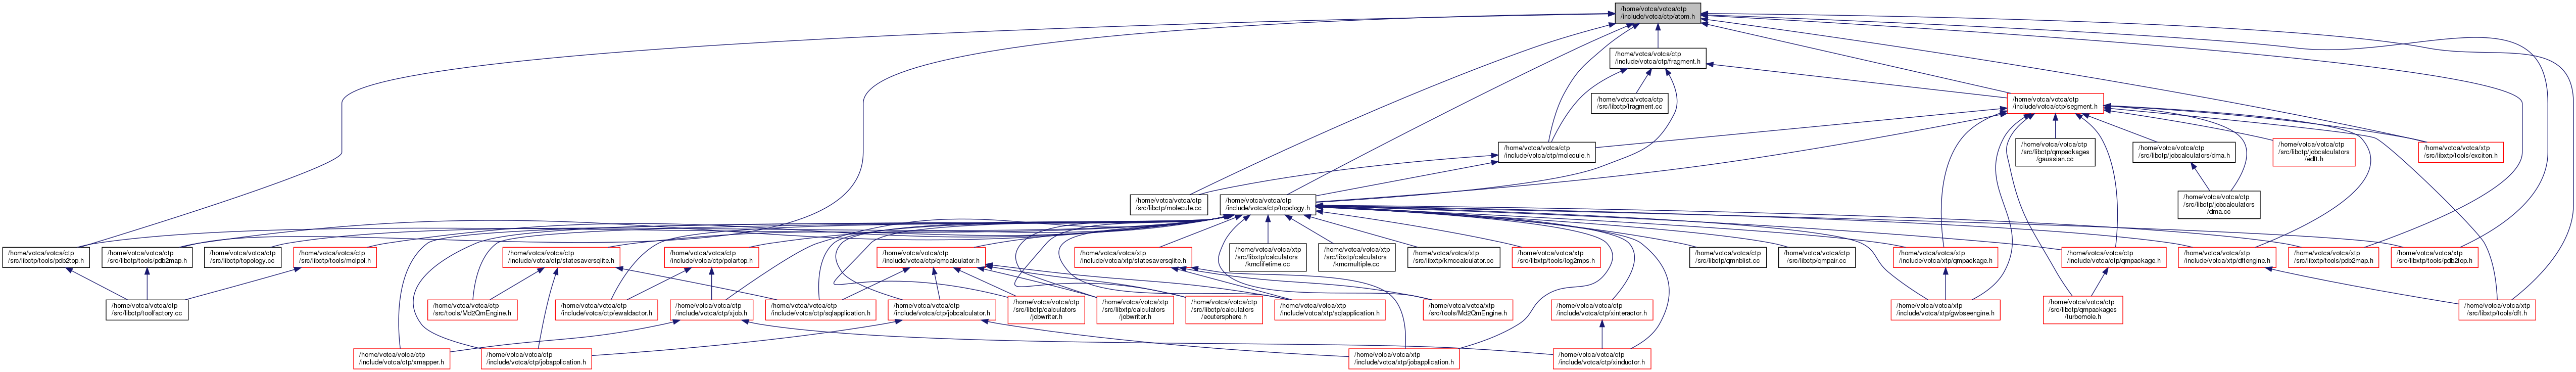 /home/votca/votca/ctp
/include/votca/ctp/atom.h
/home/votca/votca/ctp
/include/votca/ctp/fragment.h
/home/votca/votca/ctp
/src/libctp/fragment.cc
/home/votca/votca/ctp
/include/votca/ctp/segment.h
/home/votca/votca/ctp
/include/votca/ctp/molecule.h
/home/votca/votca/ctp
/src/libctp/qmpackages
/gaussian.cc
/home/votca/votca/ctp
/src/libctp/jobcalculators/dma.h
/home/votca/votca/ctp
/src/libctp/jobcalculators
/edft.h
/home/votca/votca/xtp
/src/libxtp/tools/exciton.h
/home/votca/votca/ctp
/src/libctp/molecule.cc
/home/votca/votca/ctp
/include/votca/ctp/topology.h
/home/votca/votca/ctp
/src/libctp/jobcalculators
/dma.cc
/home/votca/votca/ctp
/src/libctp/tools/pdb2top.h
/home/votca/votca/ctp
/src/libctp/tools/pdb2map.h
/home/votca/votca/ctp
/src/libctp/topology.cc
/home/votca/votca/ctp
/src/libctp/tools/molpol.h
/home/votca/votca/ctp
/include/votca/ctp/statesaversqlite.h
/home/votca/votca/ctp
/include/votca/ctp/polartop.h
/home/votca/votca/ctp
/include/votca/ctp/qmcalculator.h
/home/votca/votca/xtp
/include/votca/xtp/statesaversqlite.h
/home/votca/votca/xtp
/src/libxtp/calculators
/kmclifetime.cc
/home/votca/votca/xtp
/src/libxtp/calculators
/kmcmultiple.cc
/home/votca/votca/xtp
/src/libxtp/kmccalculator.cc
/home/votca/votca/ctp
/src/libctp/tools/log2mps.h
/home/votca/votca/ctp
/src/libctp/qmnblist.cc
/home/votca/votca/ctp
/src/libctp/qmpair.cc
/home/votca/votca/xtp
/include/votca/xtp/qmpackage.h
/home/votca/votca/ctp
/include/votca/ctp/qmpackage.h
/home/votca/votca/xtp
/include/votca/xtp/dftengine.h
/home/votca/votca/xtp
/src/libxtp/tools/pdb2map.h
/home/votca/votca/xtp
/src/libxtp/tools/pdb2top.h
/home/votca/votca/ctp
/src/libctp/toolfactory.cc
/home/votca/votca/ctp
/src/tools/Md2QmEngine.h
/home/votca/votca/ctp
/include/votca/ctp/ewaldactor.h
/home/votca/votca/ctp
/include/votca/ctp/xjob.h
/home/votca/votca/ctp
/include/votca/ctp/sqlapplication.h
/home/votca/votca/ctp
/include/votca/ctp/jobcalculator.h
/home/votca/votca/ctp
/src/libctp/calculators
/jobwriter.h
/home/votca/votca/xtp
/src/libxtp/calculators
/jobwriter.h
/home/votca/votca/ctp
/src/libctp/calculators
/eoutersphere.h
/home/votca/votca/xtp
/include/votca/xtp/sqlapplication.h
/home/votca/votca/xtp
/src/tools/Md2QmEngine.h
/home/votca/votca/ctp
/include/votca/ctp/xinteractor.h
/home/votca/votca/xtp
/include/votca/xtp/gwbseengine.h
/home/votca/votca/ctp
/src/libctp/qmpackages
/turbomole.h
/home/votca/votca/xtp
/src/libxtp/tools/dft.h
/home/votca/votca/ctp
/include/votca/ctp/xmapper.h
/home/votca/votca/ctp
/include/votca/ctp/jobapplication.h
/home/votca/votca/xtp
/include/votca/xtp/jobapplication.h
/home/votca/votca/ctp
/include/votca/ctp/xinductor.h